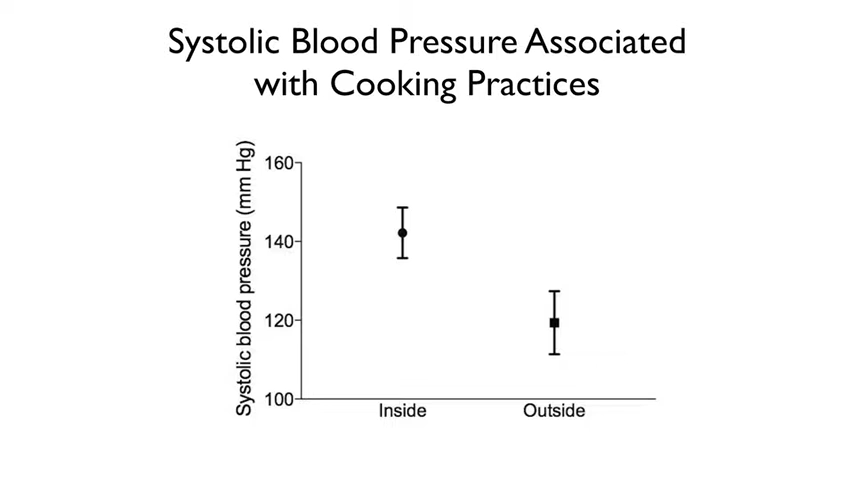 Systolic Blood Pressure Associated
with Cooking Practices
Systolic blood pressure (mm Hg)
160
140
120
100
Inside
Outside